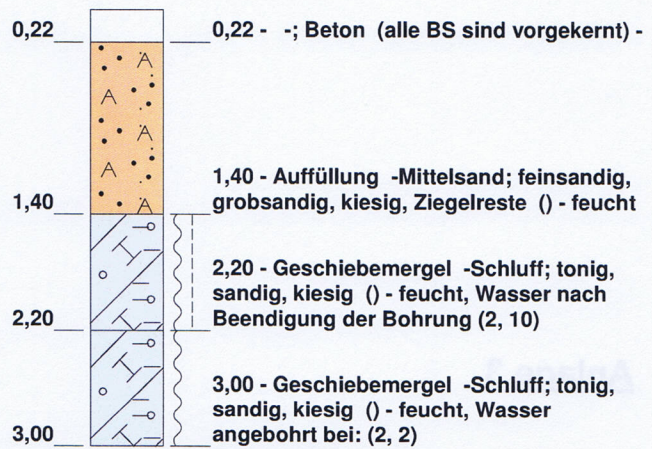 0,22
0,22 - -; Beton (alle BS sind vorgekernt) -
1,40
1,40 - Auffüllung -Mittelsand; feinsandig,
grobsandig, kiesig, Ziegelreste () - feucht
2,20
2,20 - Geschiebemergel -Schluff; tonig,
sandig, kiesig () - feucht, Wasser nach
Beendigung der Bohrung (2, 10)
3,00
3,00 - Geschiebemergel -Schluff; tonig,
sandig, kiesig () - feucht, Wasser
angebohrt bei: (2, 2)